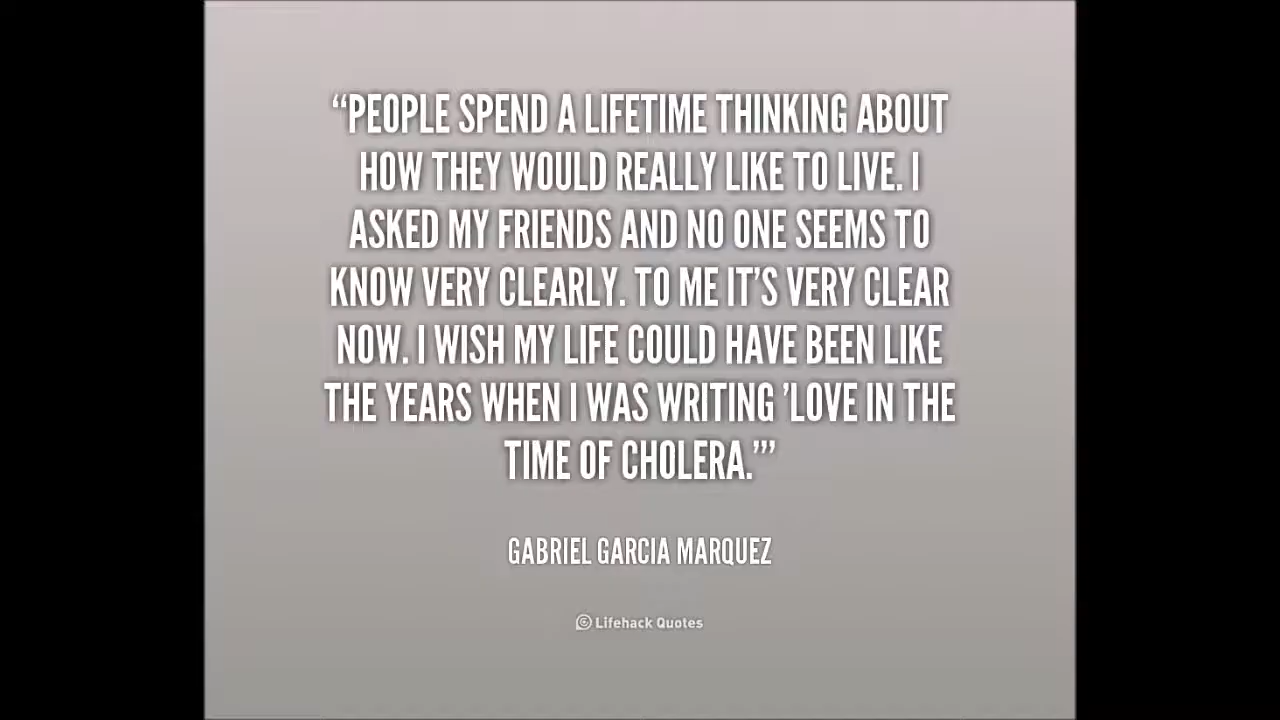 “PEOPLE SPEND A LIFETIME THINKING ABOUT
HOW THEY WOULD REALLY LIKE TO LIVE. I
ASKED MY FRIENDS AND NO ONE SEEMS TO
KNOW VERY CLEARLY. TO ME IT’S VERY CLEAR
NOW. I WISH MY LIFE COULD HAVE BEEN LIKE
THE YEARS WHEN I WAS WRITING ’LOVE IN THE
TIME OF CHOLERA.”’
GABRIEL GARCIA MARQUEZ
Lifehack Quotes